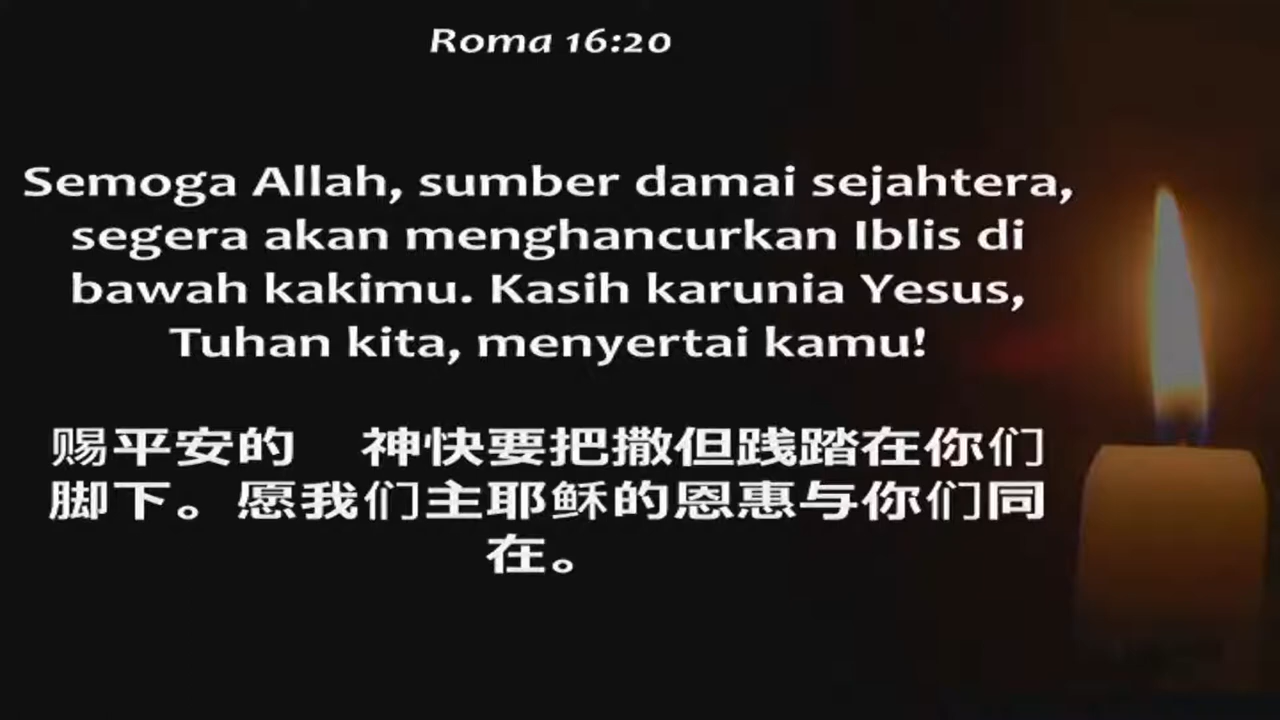 Roma 16:20
Semoga Allah, sumber damai sejahtera,
segera akan menghancurkan Iblis di
bawah kakimu. Kasih karunia Yesus,
Tuhan kita, menyertai kamu!
赐平安的　神快要把撒但践踏在你们
脚下。愿我们主耶稣的恩惠与你们同
在。